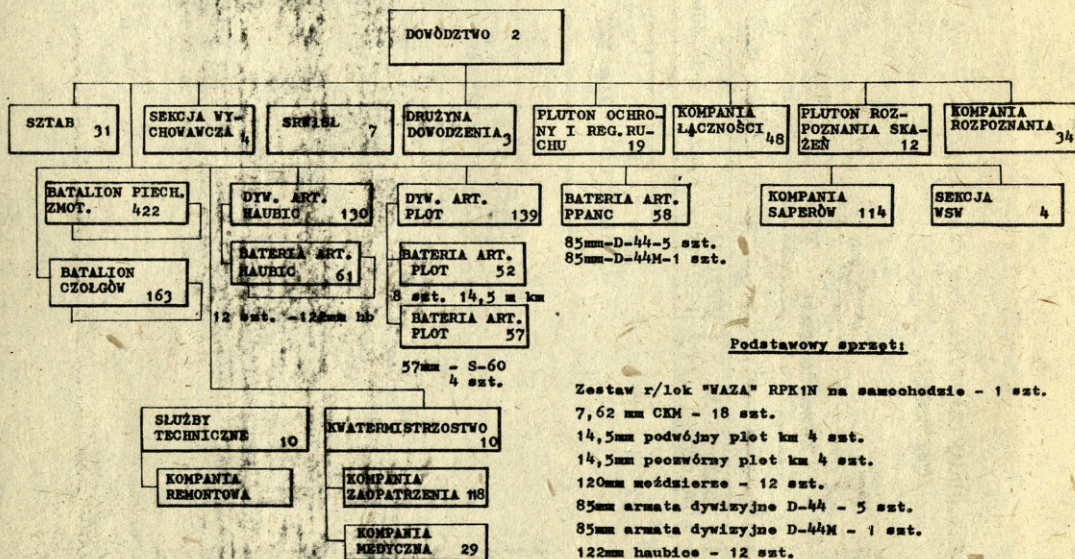 DOWÓDZTWO 2
SZTAB 31
SEKCJA WY-
CHOWAWCZA 4
7
DRUŻYNA
DOWODZENIA 3
PLUTON OCHRO-
NY I REG.RU-
CHU 19
KOMPANIA
ŁĄCZNOŚCI 48
PLUTON ROZ-
POZNANIA SKA-
ŻEŃ 12
KOMPANIA
ROZPOZNANIA 34
BATALION PIECH.
ZMOT. 422
DYW. ART.
HAUBIC 130
DYW. ART.
PLOT 139
BATERIA ART.
PPANC 58
KOMPANIA
SAPERÓW 114
SEKCJA
WSW 4
85mm-D-44-5 szt.
85mm-D-44M-1 szt.
BATALION
CZOŁGÓW 163
BATERIA ART.
HAUBIC 61
12 szt. -122mm hb
BATERIA ART.
PLOT 52
8 szt. 14,5 m km
BATERIA ART.
PLOT 57
57mm - S-60
4 szt.
SŁUŻBY
TECHNICZNE 10
KWATERMISTRZOSTWO
10
KOMPANIA
REMONTOWA
KOMPANIA
ZAOPATRZENIA 118
KOMPANIA
MEDYCZNA 29
Podstawowy sprzęt:
Zestaw r/lok "WAZA" RPK1N na samochodzie - 1 szt.
7,62 mm CKM - 18 szt.
14,5mm podwójny plot km 4 szt.
14,5mm poczwórny plot km 4 szt.
120mm moździerze - 12 szt.
85mm armata dywizyjne D-44 - 5 szt.
85mm armata dywizyjne D-44M - 1 szt.
122mm haubice - 12 szt.